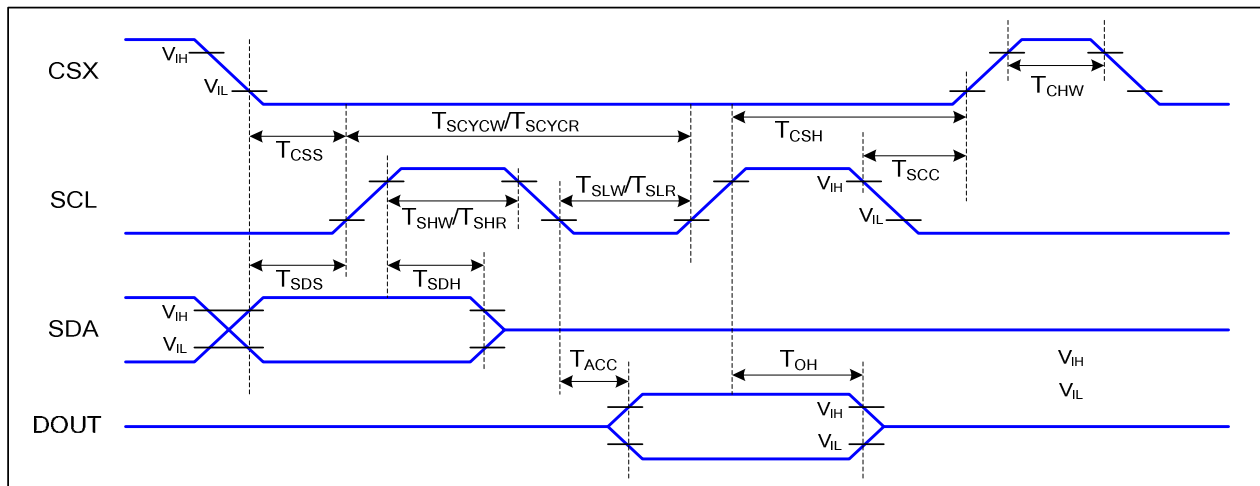 CSX
VIH
VIL
TCHW
TSCYCW/TSCYCR
TCSS
TCSH
TSCC
SCL
TSHW/TSHR
TSLW/TSLR
VIH
VIL
TSDS
TSDH
SDA
VIH
VIL
TACC
TOH
VIH
VIL
DOUT
VIH
VIL